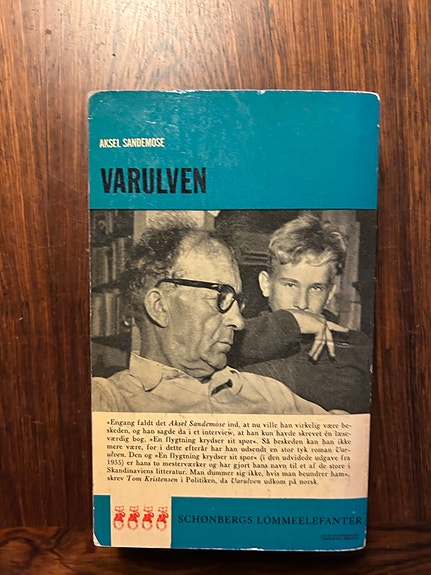 AKSEL SANDEMOSE
VARULVEN
»Engang faldt det Aksel Sandemose ind, at nu ville han virkelig være be-
skeden, og han sagde da i et interview, at han kun havde skrevet én læse-
værdig bog, »En flygtning krydser sit spor«. Så beskeden kan han ikke
mere være, for i dette efterår har han udsendt en stor tyk roman Var-
ulven. Den og »En flygtning krydser sit spor« (i den udvidede udgave fra
1955) er hans to mesterværker og har gjort hans navn til et af de store i
Skandinaviens litteratur. Man dummer sig ikke, hvis man beundrer ham«,
skrev Tom Kristensen i Politiken, da Varulven udkom på norsk.
SCHØNBERGS LOMMEELEFANTER